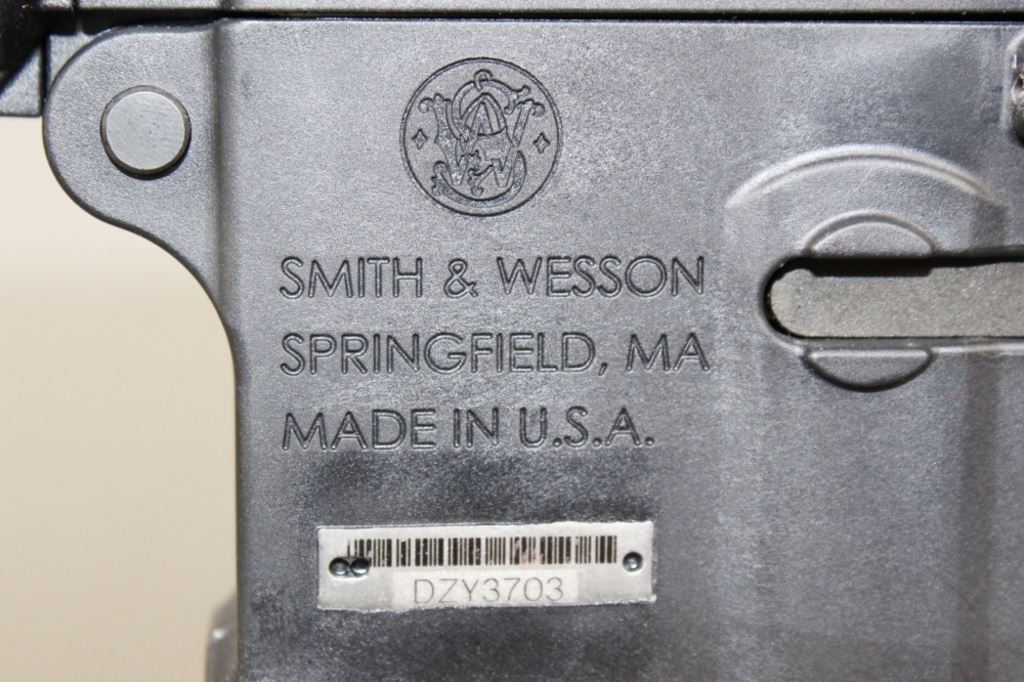 SMITH & WESSON
SPRINGFIELD, MA
MADE IN U.S.A.
DZY3703